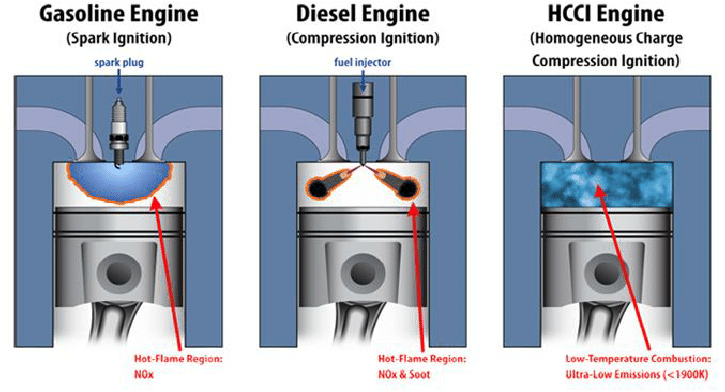 Gasoline Engine
(Spark Ignition)
spark plug
Hot-Flame Region:
NOx
Diesel Engine
(Compression Ignition)
fuel injector
Hot-Flame Region:
NOx & Soot
HCCI Engine
(Homogeneous Charge
Compression Ignition)
Low-Temperature Combustion:
Ultra-Low Emissions (<1900K)